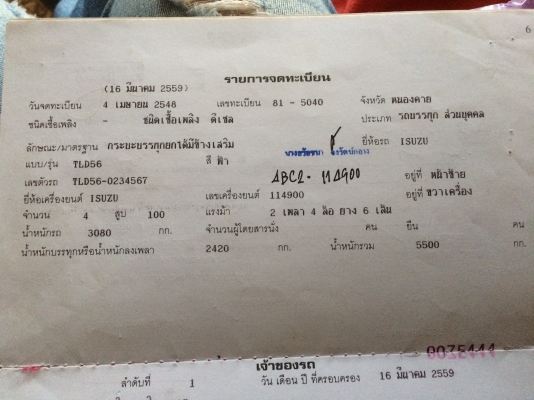 6
รายการจดทะเบียน
(16 มีนาคม 2559)
วันจดทะเบียน 4 เมษายน 2548 เลขทะเบียน 81 - 5040 จังหวัด หนองคาย
ชนิดเชื้อเพลิง - ชนิดเชื้อเพลิง ดีเซล ประเภท รถบรรทุก ส่วนบุคคล
ลักษณะ/มาตรฐาน กระบะบรรทุกยกได้มีข้างเสริม ยี่ห้อรถ ISUZU
แบบ/รุ่น TLD56 สี ฟ้า
เลขตัวรถ TLD56-0234567 ABC2-114900 อยู่ที่ หน้าซ้าย
ยี่ห้อเครื่องยนต์ ISUZU เลขเครื่องยนต์ 114900 อยู่ที่ ขวาเครื่อง
จำนวน 4 สูบ 100 แรงม้า 2 เพลา 4 ล้อ ยาง 6 เส้น
น้ำหนักรถ 3080 กก. จำนวนผู้โดยสารนั่ง คน ยืน คน
น้ำหนักบรรทุกหรือน้ำหนักลงเพลา 2420 กก. น้ำหนักรวม 5500 กก.
เจ้าของรถ
ลำดับที่ 1 วัน เดือน ปี ที่ครอบครอง 16 มีนาคม 2559